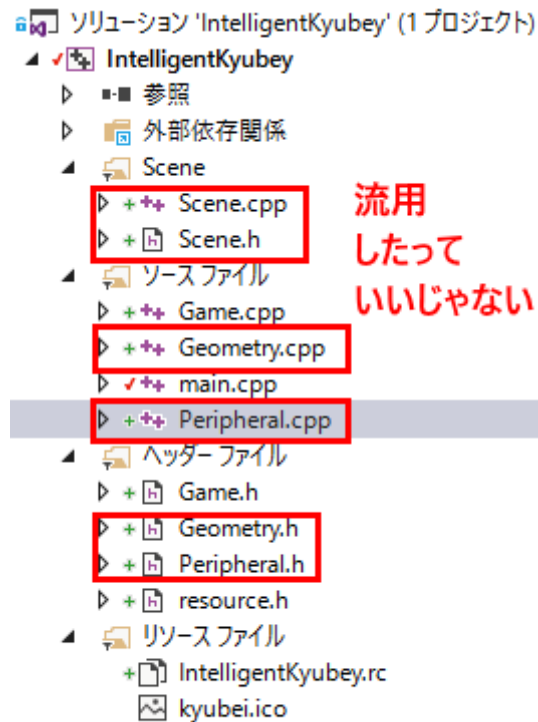 ソリューション 'IntelligentKyubey' (1 プロジェクト)
IntelligentKyubey
参照
外部依存関係
Scene
Scene.cpp
Scene.h
流用
したって
いいじゃない
ソース ファイル
Game.cpp
Geometry.cpp
main.cpp
Peripheral.cpp
ヘッダー ファイル
Game.h
Geometry.h
Peripheral.h
resource.h
リソース ファイル
IntelligentKyubey.rc
kyubei.ico